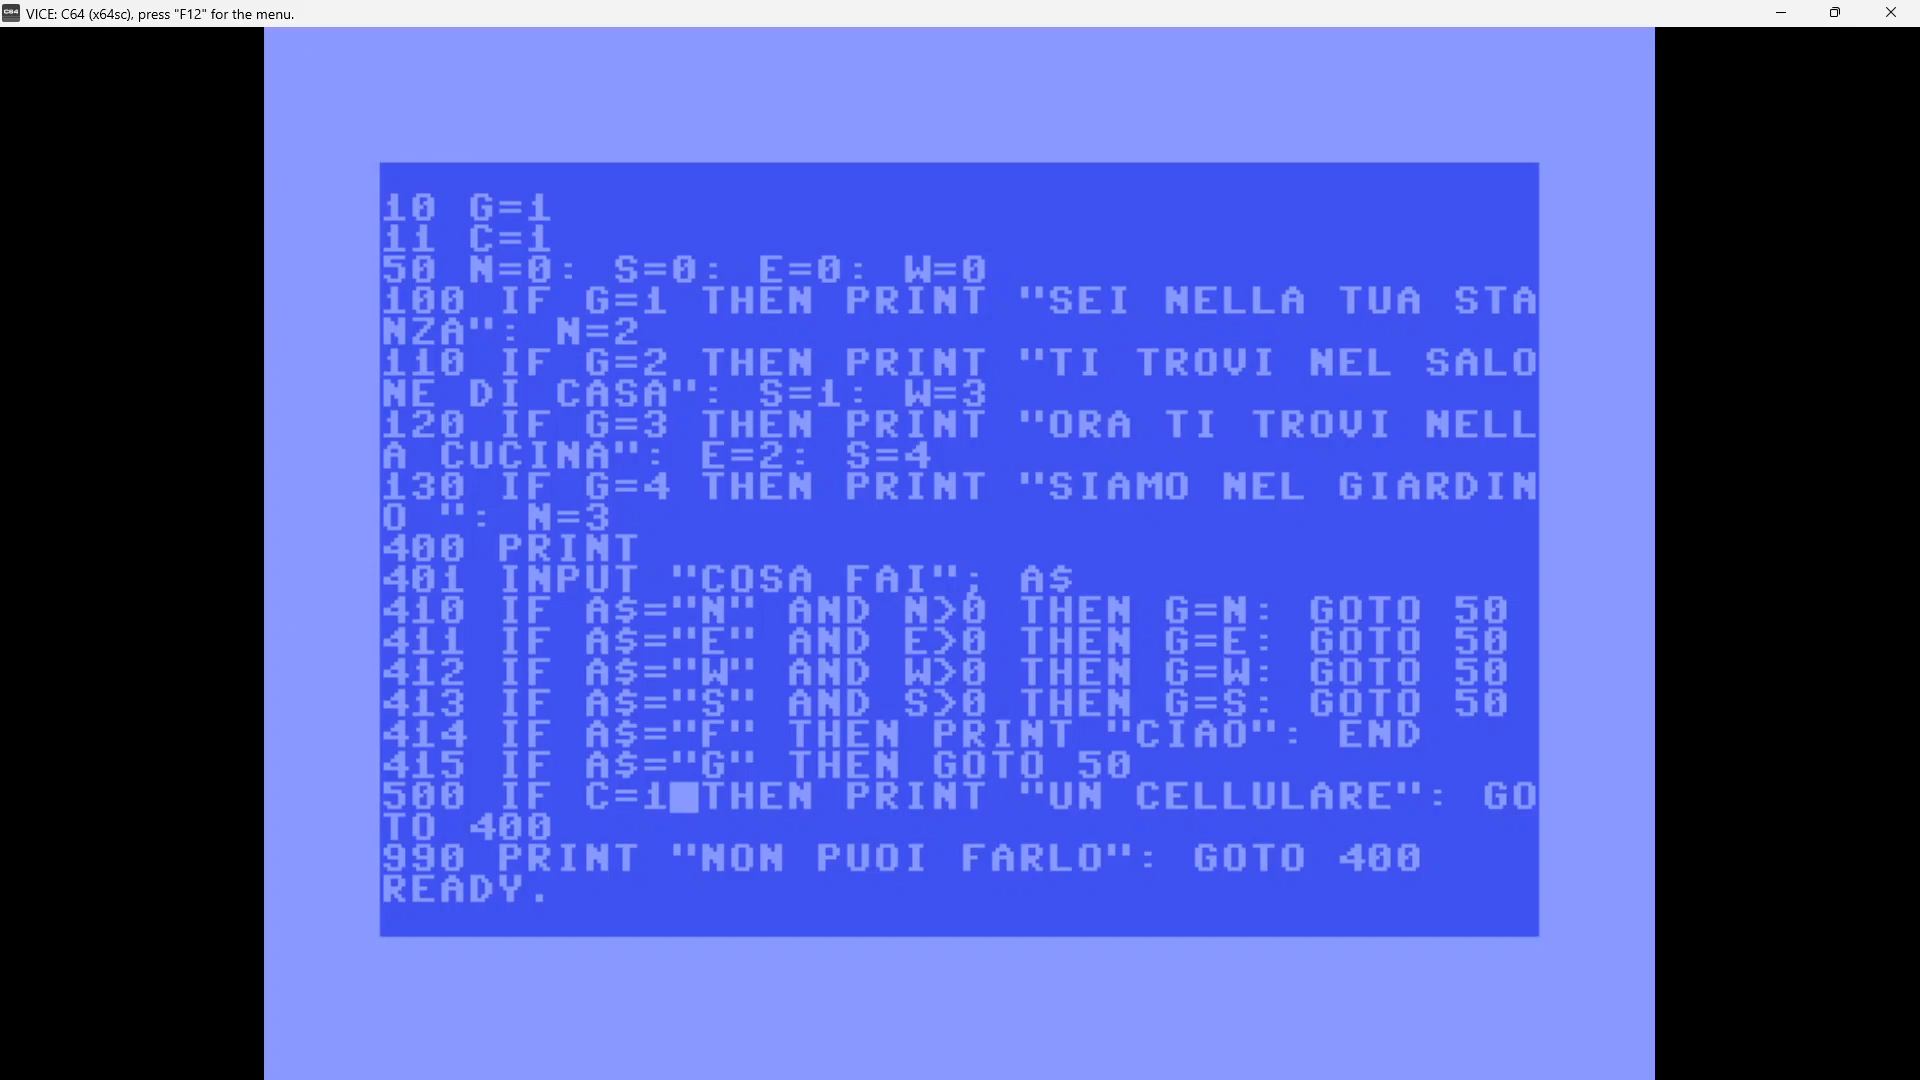 VICE: C64 (x64sc), press "F12" for the menu.
10 G=1
11 C=1
50 N=0: S=0: E=0: W=0
100 IF G=1 THEN PRINT "SEI NELLA TUA STA
NZA": N=2
110 IF G=2 THEN PRINT "TI TROVI NEL SALO
NE DI CASA": S=1: W=3
120 IF G=3 THEN PRINT "ORA TI TROVI NELL
A CUCINA": E=2: S=4
130 IF G=4 THEN PRINT "SIAMO NEL GIARDIN
O ": N=3
400 PRINT
401 INPUT "COSA FAI"; A$
410 IF A$="N" AND N>0 THEN G=N: GOTO 50
411 IF A$="E" AND E>0 THEN G=E: GOTO 50
412 IF A$="W" AND W>0 THEN G=W: GOTO 50
413 IF A$="S" AND S>0 THEN G=S: GOTO 50
414 IF A$="F" THEN PRINT "CIAO": END
415 IF A$="G" THEN GOTO 50
500 IF C=1 THEN PRINT "UN CELLULARE": GO
TO 400
990 PRINT "NON PUOI FARLO": GOTO 400
READY.